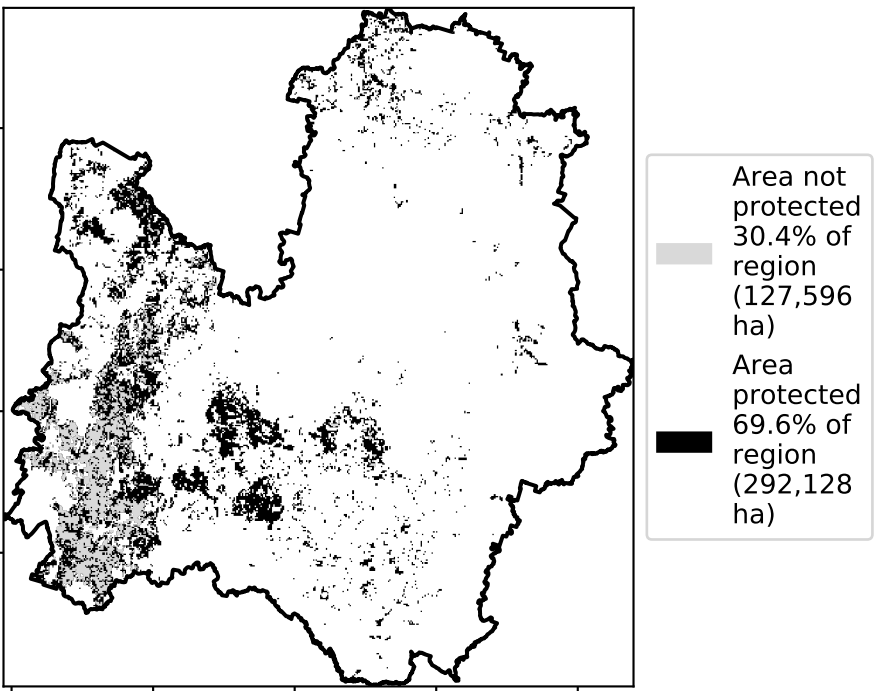 Area not
protected
30.4% of
region
(127,596
ha)
Area
protected
69.6% of
region
(292,128
ha)